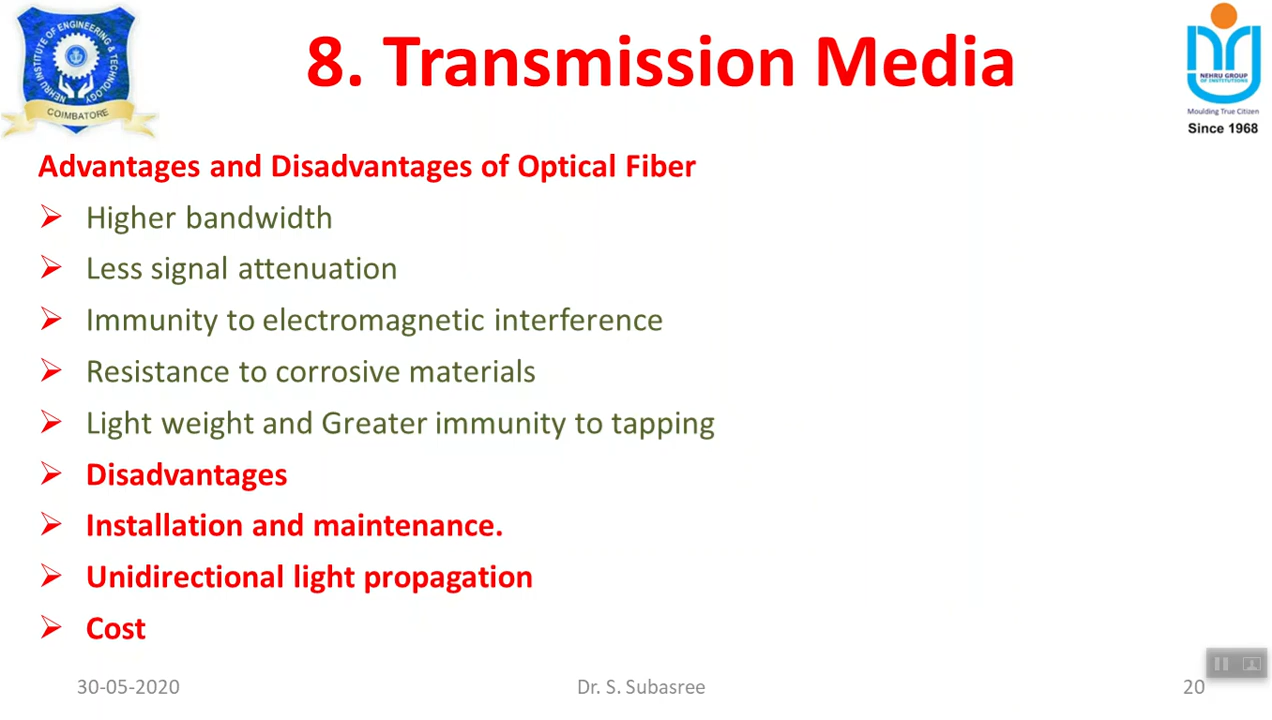 8. Transmission Media
NEHRU INSTITUTE OF ENGINEERING & TECHNOLOGY
COIMBATORE
NEHRU GROUP
OF INSTITUTIONS
Moulding True Citizen
Since 1968
Advantages and Disadvantages of Optical Fiber
Higher bandwidth
Less signal attenuation
Immunity to electromagnetic interference
Resistance to corrosive materials
Light weight and Greater immunity to tapping
Disadvantages
Installation and maintenance.
Unidirectional light propagation
Cost
30-05-2020
Dr. S. Subasree
20